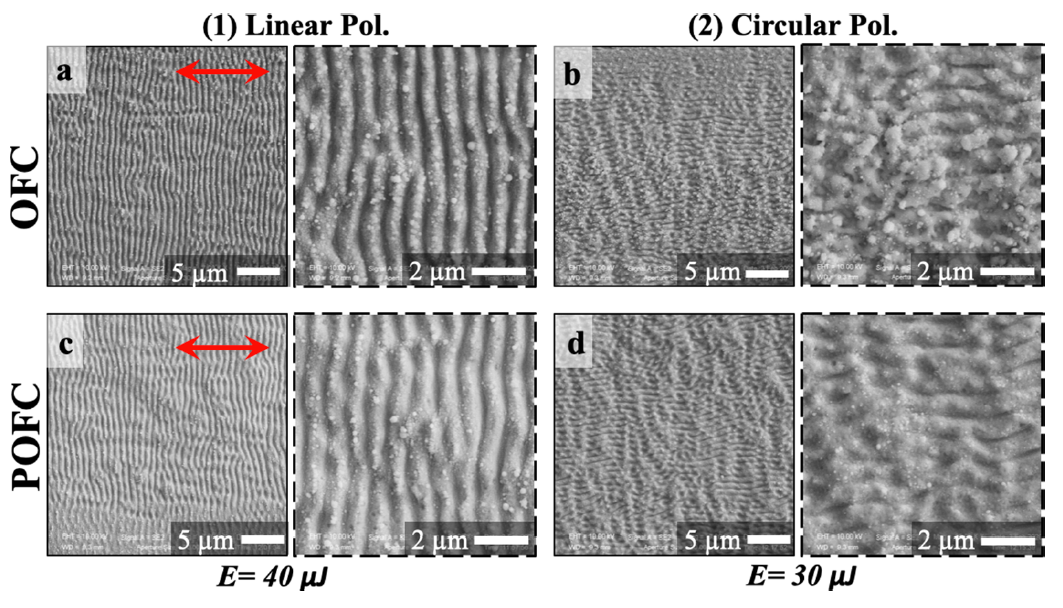 (1) Linear Pol.
(2) Circular Pol.
OFC
a
5 µm
2 µm
b
5 µm
2 µm
POFC
c
5 µm
2 µm
d
5 µm
2 µm
E= 40 µJ
E= 30 µJ